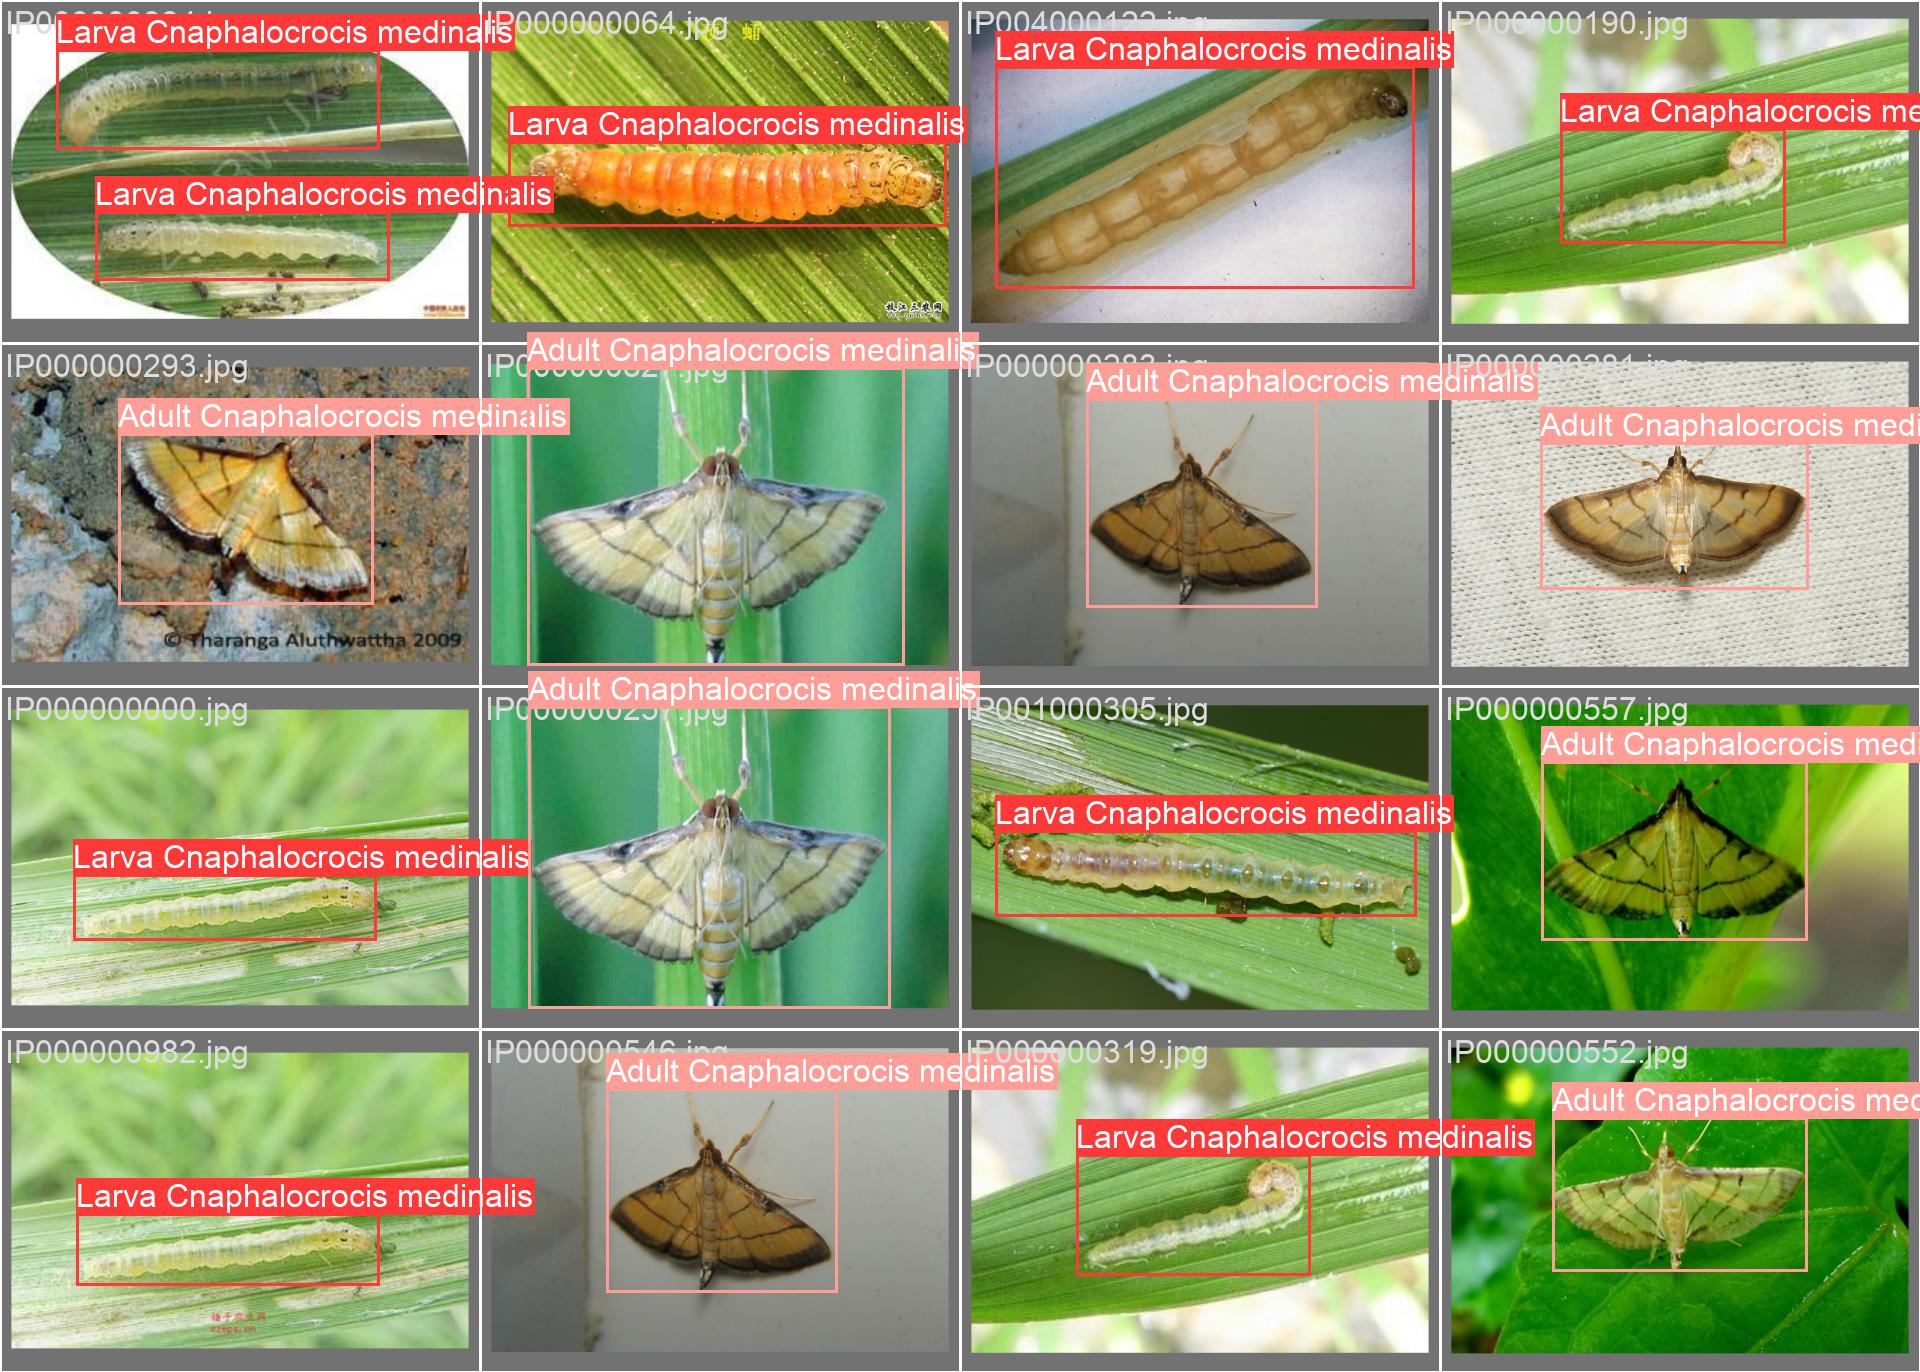 Larva Cnaphalocrocis medinalis
Larva Cnaphalocrocis medinalis
IP000000064.jpg
Larva Cnaphalocrocis medinalis
Larva Cnaphalocrocis medinalis
IP000000190.jpg
Larva Cnaphalocrocis me
IP000000293.jpg
Adult Cnaphalocrocis medinalis
© Tharanga Aluthwattha 2009
Adult Cnaphalocrocis medinalis
Adult Cnaphalocrocis medinalis
Adult Cnaphalocrocis medi
IP000000000.jpg
Larva Cnaphalocrocis medinalis
Adult Cnaphalocrocis medinalis
IP001000305.jpg
Larva Cnaphalocrocis medinalis
IP000000557.jpg
Adult Cnaphalocrocis medi
IP000000982.jpg
Larva Cnaphalocrocis medinalis
Adult Cnaphalocrocis medinalis
IP000000319.jpg
Larva Cnaphalocrocis medinalis
IP000000552.jpg
Adult Cnaphalocrocis med